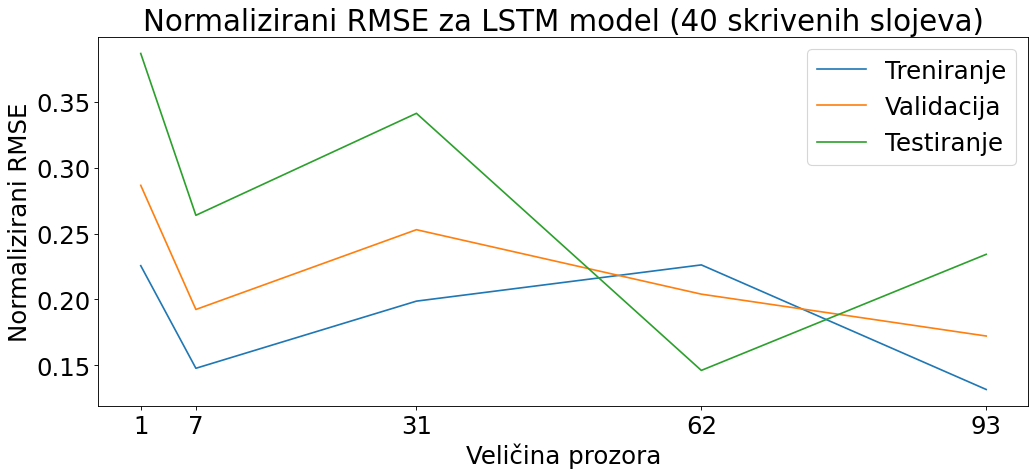 Normalizirani RMSE za LSTM model (40 skrivenih slojeva)
Treniranje
Validacija
Testiranje
Normalizirani RMSE
0.35
0.30
0.25
0.20
0.15
1 7 31 62 93
Veličina prozora